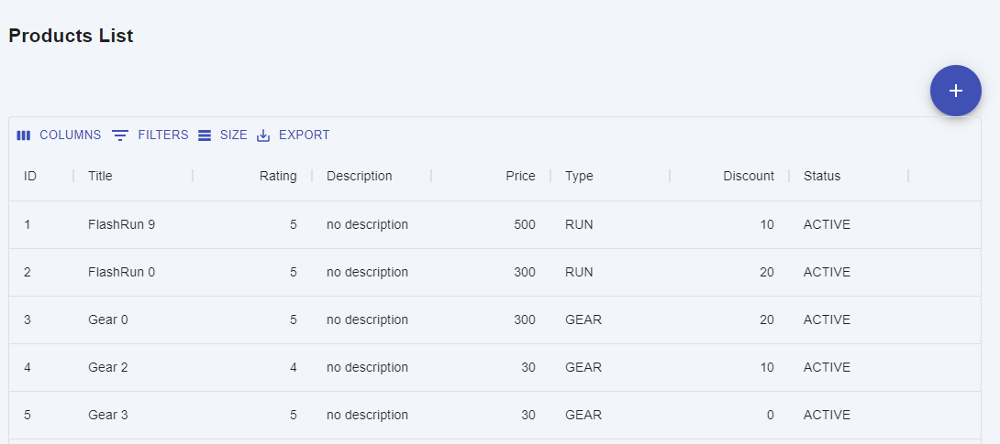 Products List
+
COLUMNS FILTERS SIZE EXPORT
ID Title Rating Description Price Type Discount Status
1 FlashRun 9 5 no description 500 RUN 10 ACTIVE
2 FlashRun 0 5 no description 300 RUN 20 ACTIVE
3 Gear 0 5 no description 300 GEAR 20 ACTIVE
4 Gear 2 4 no description 30 GEAR 10 ACTIVE
5 Gear 3 5 no description 30 GEAR 0 ACTIVE